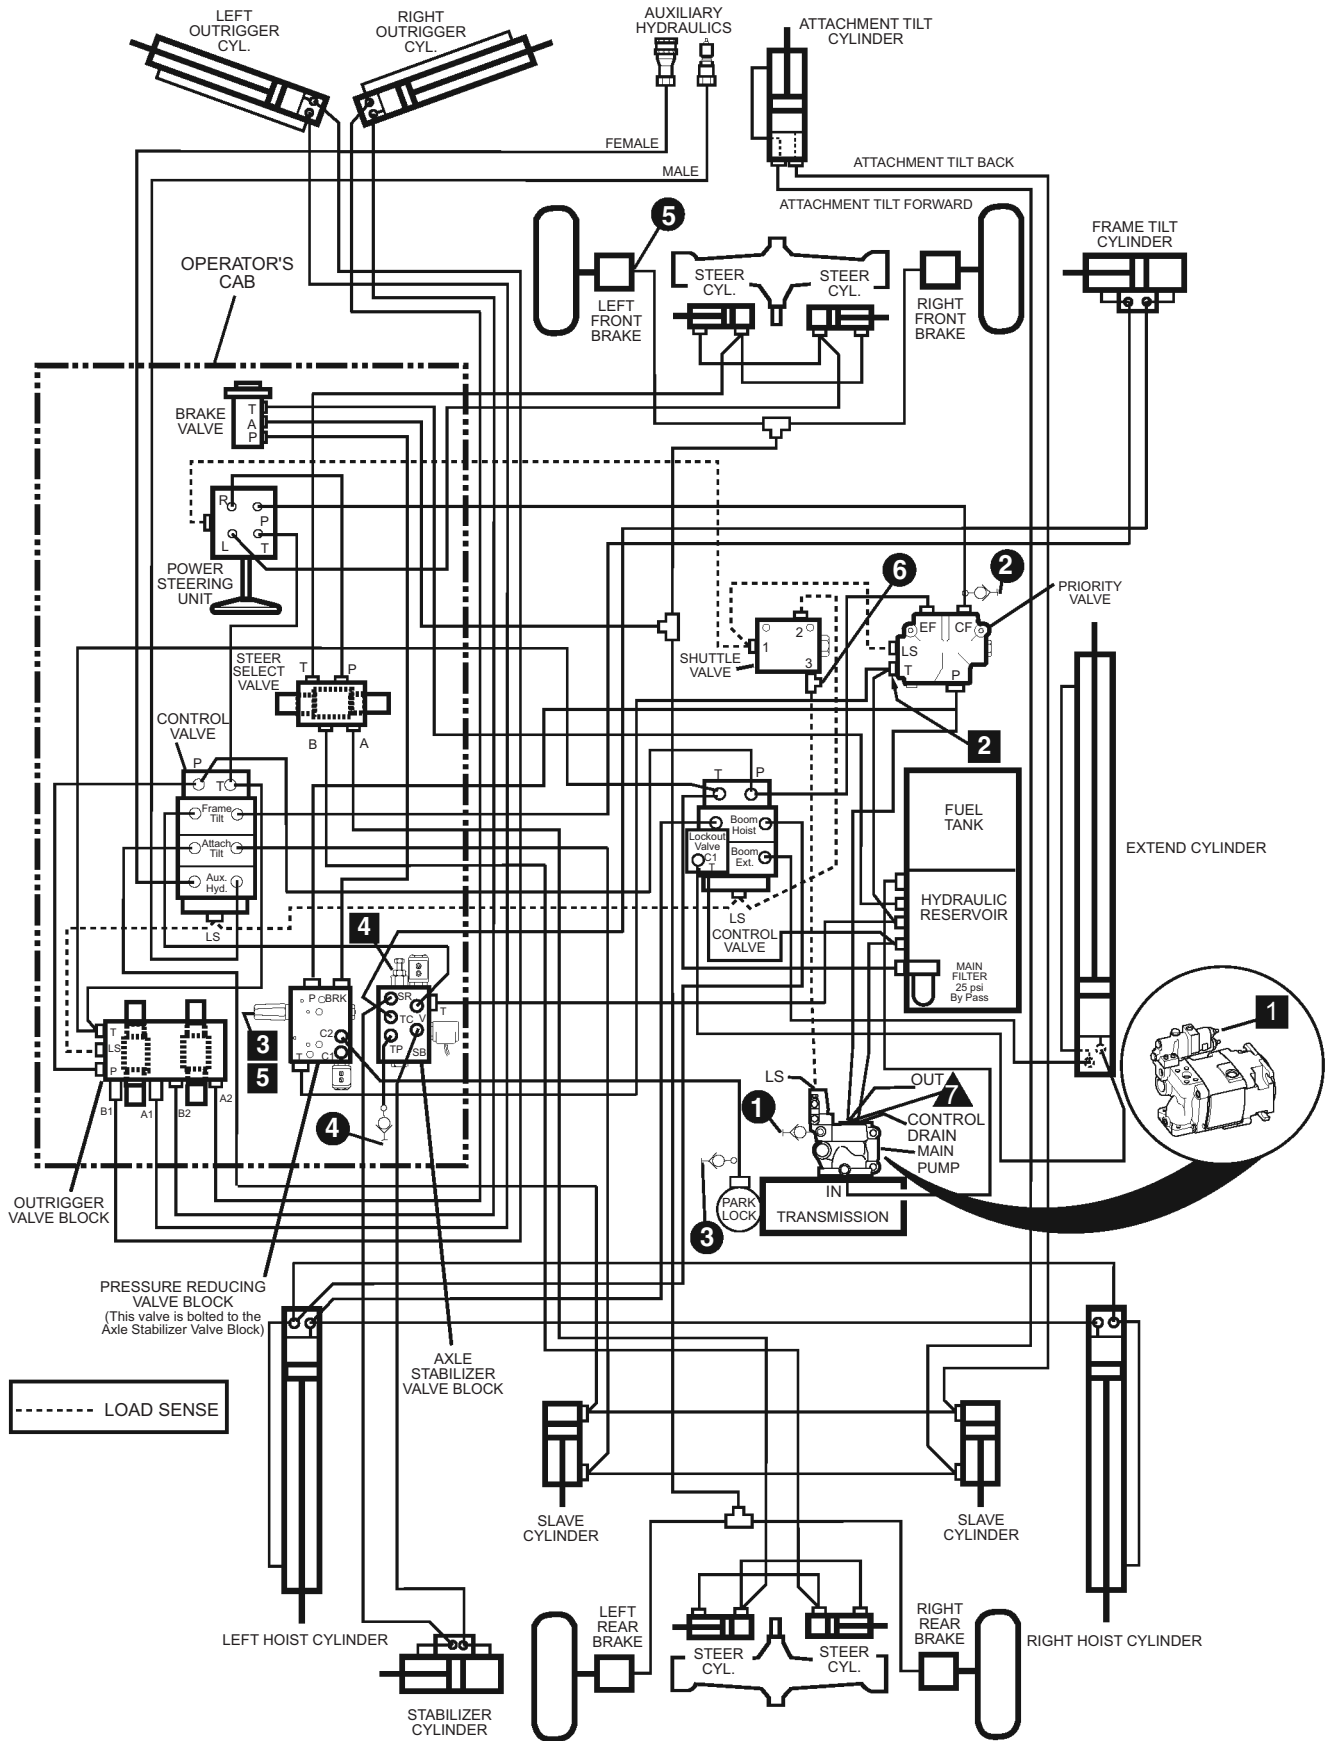 LEFT
OUTRIGGER
CYL.
RIGHT
OUTRIGGER
CYL.
AUXILIARY
HYDRAULICS
ATTACHMENT TILT
CYLINDER
FEMALE
MALE
ATTACHMENT TILT BACK
ATTACHMENT TILT FORWARD
5
FRAME TILT
CYLINDER
OPERATOR'S
CAB
STEER
CYL.
STEER
CYL.
LEFT
FRONT
BRAKE
RIGHT
FRONT
BRAKE
BRAKE
VALVE
T
A
P
R
P
L
T
POWER
STEERING
UNIT
6
2
PRIORITY
VALVE
EF
CF
LS
T
P
1
2
3
SHUTTLE
VALVE
STEER
SELECT
VALVE
T
P
B
A
2
CONTROL
VALVE
P
T
Frame
Tilt
Attach
Tilt
Aux.
Hyd.
LS
T
P
Boom
Hoist
Lockout
Valve
C1
T
Boom
Ext.
LS
CONTROL
VALVE
FUEL
TANK
HYDRAULIC
RESERVOIR
MAIN
FILTER
25 psi
By Pass
EXTEND CYLINDER
4
P
BRK
C2
C1
T
SR
TC
V
TP
SB
T
3
5
T
LS
P
B1
A1
B2
A2
4
1
LS
OUT
7
CONTROL
DRAIN
MAIN
PUMP
1
3
IN
PARK
LOCK
TRANSMISSION
OUTRIGGER
VALVE BLOCK
PRESSURE REDUCING
VALVE BLOCK
(This valve is bolted to the
Axle Stabilizer Valve Block)
AXLE
STABILIZER
VALVE BLOCK
LOAD SENSE
SLAVE
CYLINDER
SLAVE
CYLINDER
LEFT HOIST CYLINDER
RIGHT HOIST CYLINDER
LEFT
REAR
BRAKE
RIGHT
REAR
BRAKE
STEER
CYL.
STEER
CYL.
STABILIZER
CYLINDER